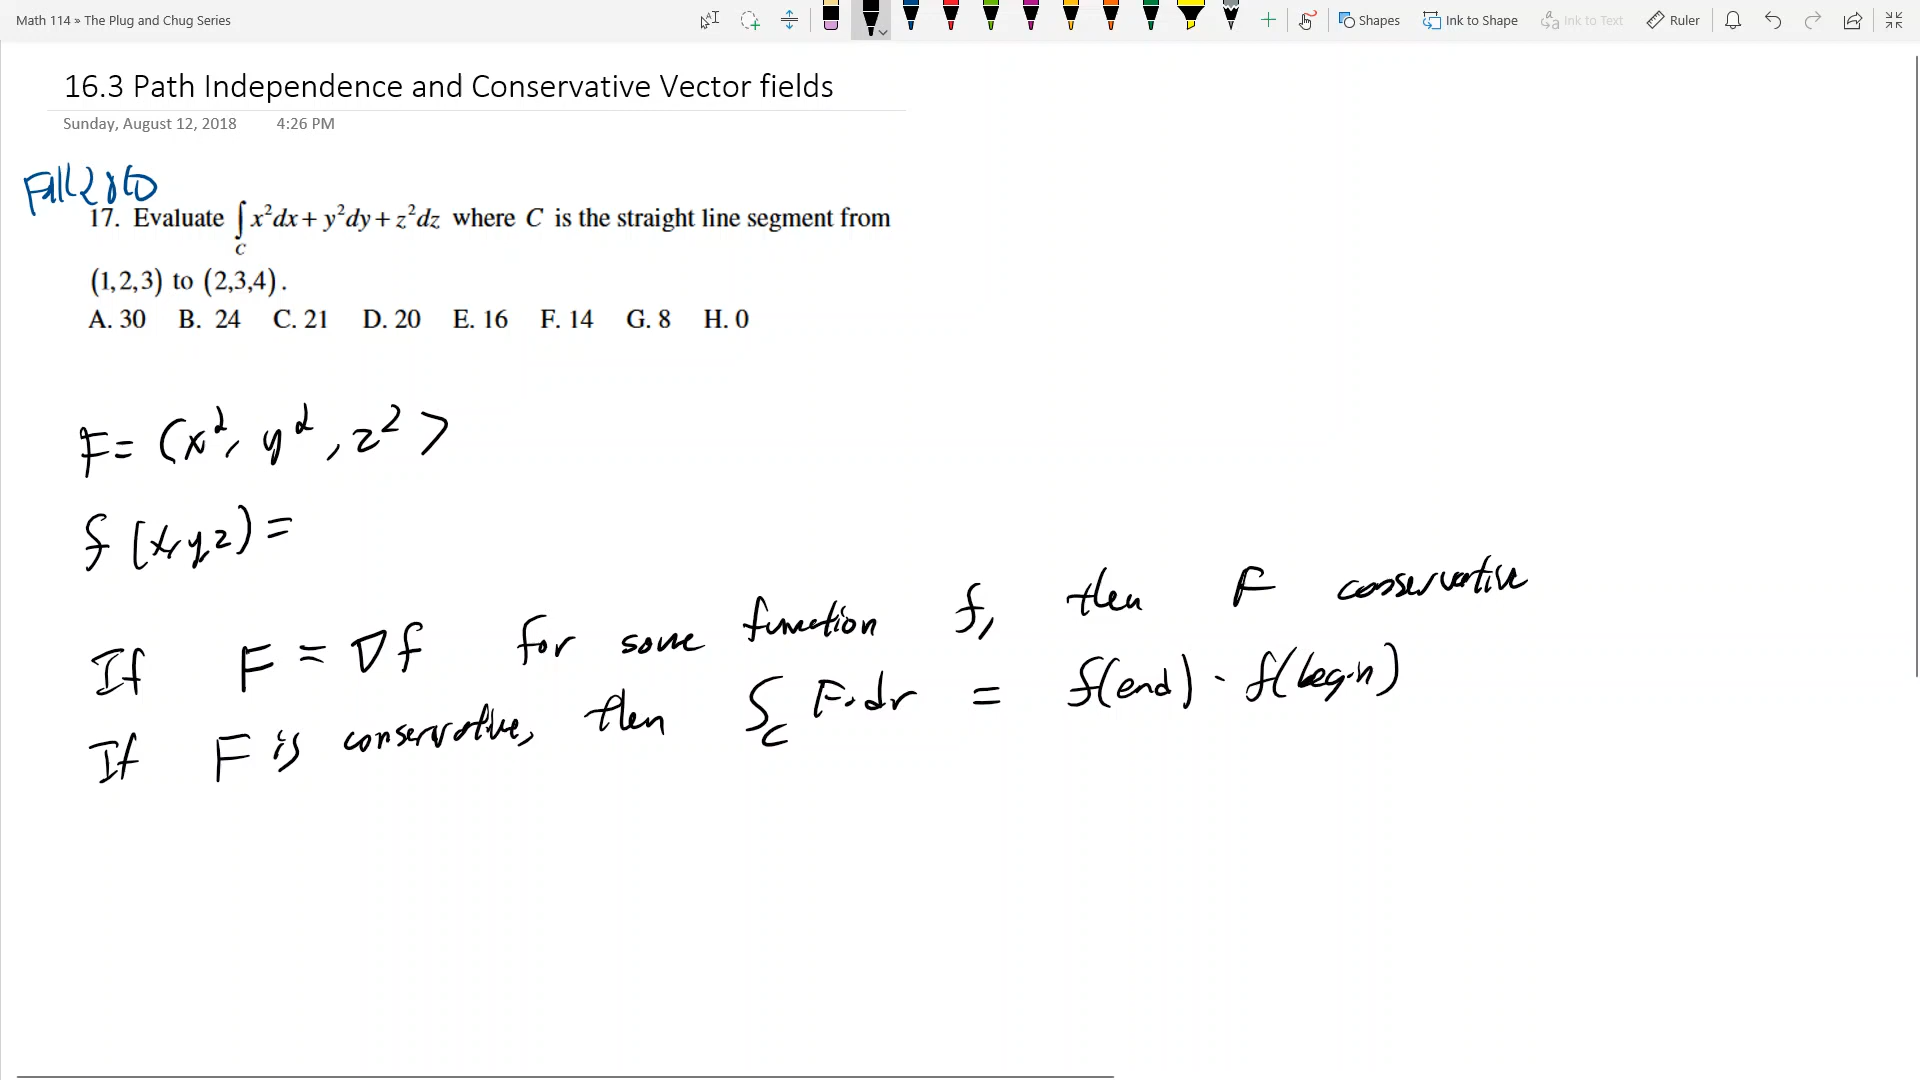 Math 114 » The Plug and Chug Series
Shapes Ink to Shape Ink to Text Ruler
16.3 Path Independence and Conservative Vector fields
Sunday, August 12, 2018 4:26 PM
17. Evaluate ∫_C x²dx + y²dy + z²dz where C is the straight line segment from
(1,2,3) to (2,3,4).
A. 30 B. 24 C. 21 D. 20 E. 16 F. 14 G. 8 H. 0
F = ⟨x², y², z²⟩
f(x,y,z) =
If F = ∇f for some function f, then F conservative
If F is conservative, then ∫_C F·dr = f(end) - f(begin)